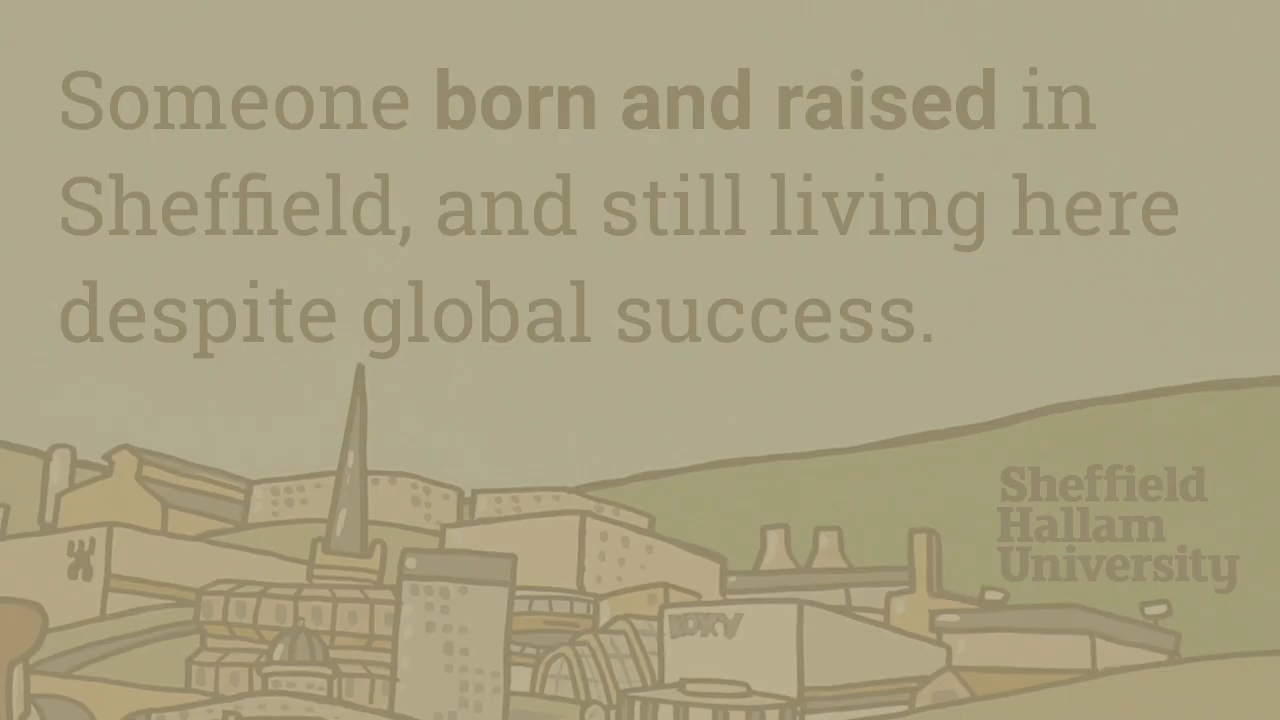 Someone born and raised in
Sheffield, and still living here
despite global success.
Sheffield
Hallam
University